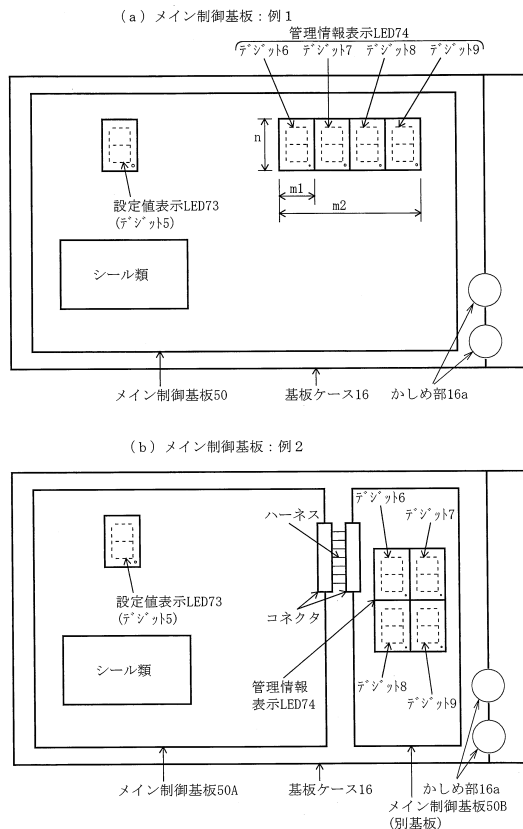 (a)メイン制御基板:例1
管理情報表示LED74
デジット6 デジット7 デジット8 デジット9
n
m1
m2
設定値表示LED73
(デジット5)
シール類
メイン制御基板50
基板ケース16
かしめ部16a
(b)メイン制御基板:例2
デジット6
ハーネス
デジット7
設定値表示LED73
(デジット5)
コネクタ
シール類
管理情報
表示LED74
デジット8
デジット9
メイン制御基板50A
基板ケース16
かしめ部16a
メイン制御基板50B
(別基板)